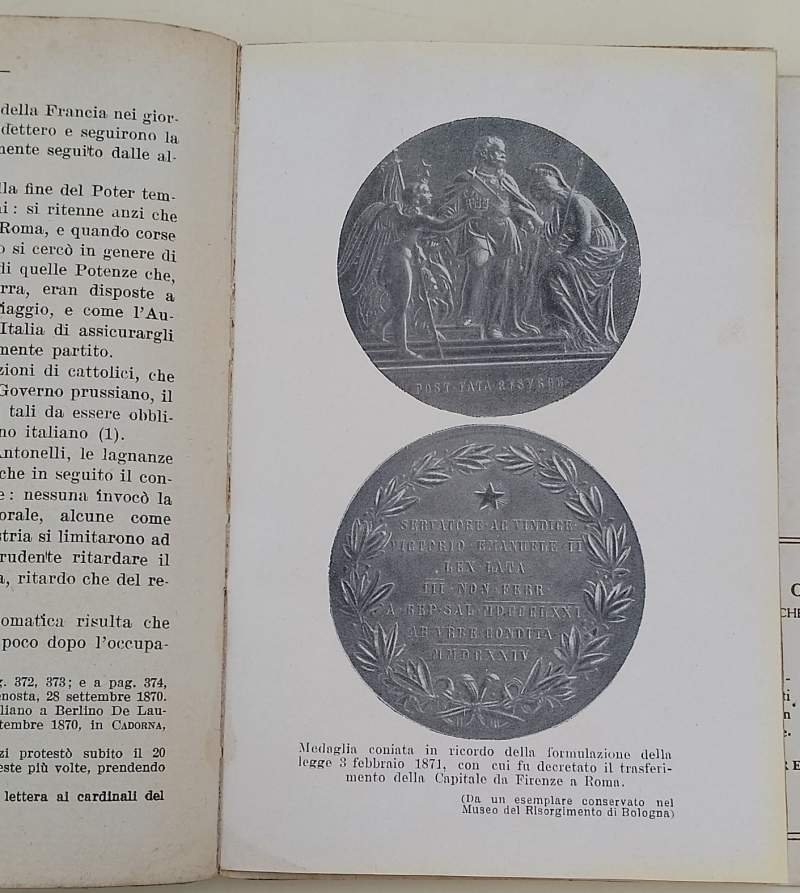 della Francia nei gior-
dettero e seguirono la
mente seguito dalle al-
lla fine del Poter tem-
ni: si ritenne anzi che
Roma, e quando corse
o si cercò in genere di
di quelle Potenze che,
rra, eran disposte a
iaggio, e come l'Au-
Italia di assicurargli
mente partito.
zioni di cattolici, che
Governo prussiano, il
tali da essere obbli-
no italiano (1).
Antonelli, le lagnanze
che in seguito il con-
e: nessuna invocò la
orale, alcune come
stria si limitarono ad
rudente ritardare il
a, ritardo che del re-
omatica risulta che
poco dopo l'occupa-
g. 372, 373; e a pag. 374,
enosta, 28 settembre 1870.
liano a Berlino De Lau-
tembre 1870, in CADORNA,
zi protestò subito il 20
este più volte, prendendo
lettera ai cardinali del
POST FATA RESVRGO
SERVATORE AC VINDICE
VICTORIO EMANUELE II
LEX LATA
III NON FEBR
A REP SAL MDCCCLXXI
AB VRBE CONDITA
MMDCXXIV
Medaglia coniata in ricordo della formulazione della
legge 3 febbraio 1871, con cui fu decretato il trasferi-
mento della Capitale da Firenze a Roma.
(Da un esemplare conservato nel
Museo del Risorgimento di Bologna)